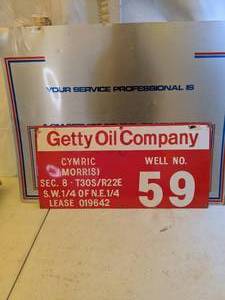 YOUR SERVICE PROFESSIONAL IS
Getty Oil Company
CYMRIC
(MORRIS)
SEC. 8 - T30S/R22E
S.W. 1/4 OF N.E. 1/4
LEASE 019642
WELL NO.
59